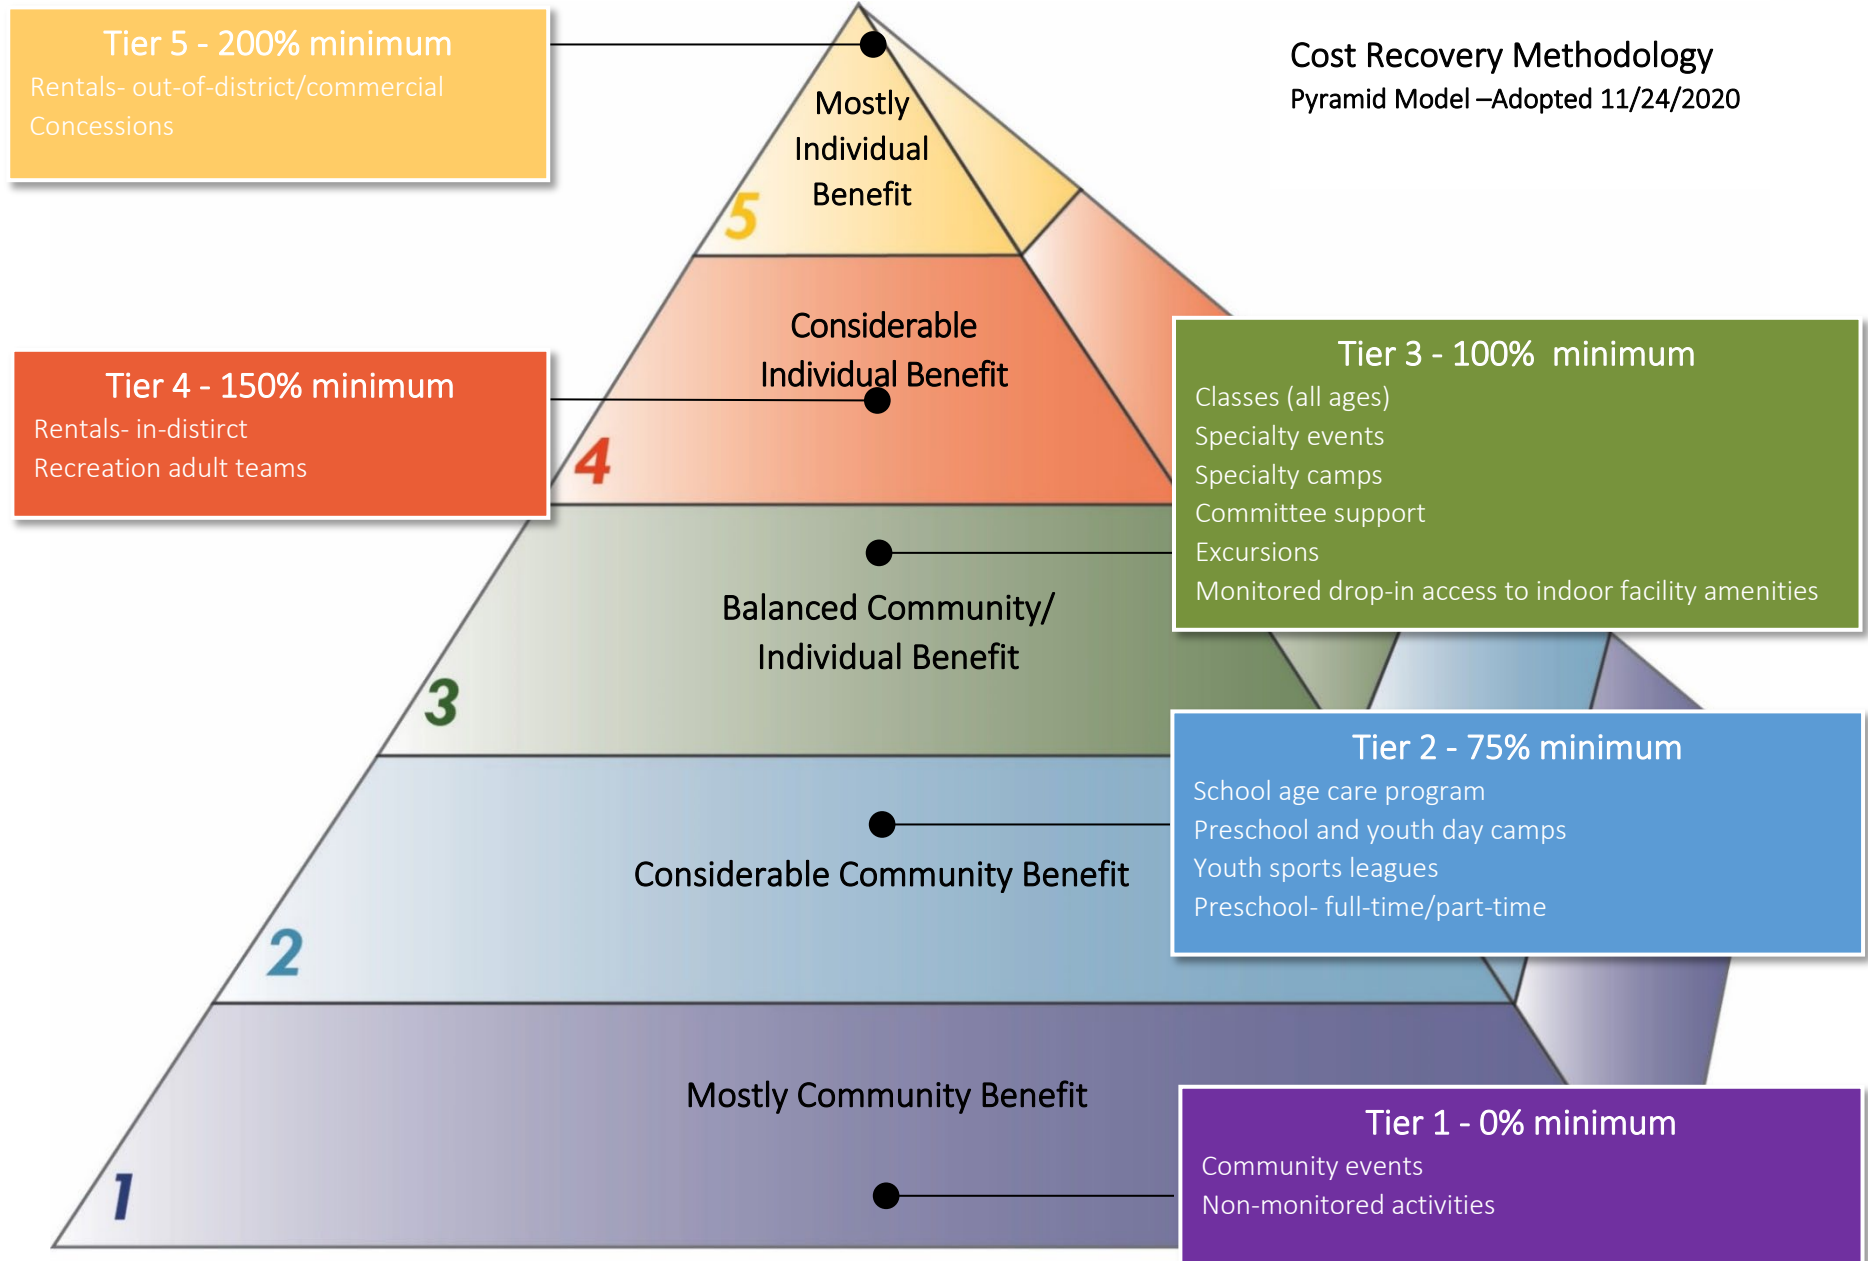 Cost Recovery Methodology
Pyramid Model –Adopted 11/24/2020
Tier 5 - 200% minimum
Rentals- out-of-district/commercial
Concessions
Mostly
Individual
Benefit
5
Tier 4 - 150% minimum
Rentals- in-distirct
Recreation adult teams
Considerable
Individual Benefit
4
Tier 3 - 100%  minimum
Classes (all ages)
Specialty events
Specialty camps
Committee support
Excursions
Monitored drop-in access to indoor facility amenities
Balanced Community/
Individual Benefit
3
Tier 2 - 75% minimum
School age care program
Preschool and youth day camps
Youth sports leagues
Preschool- full-time/part-time
Considerable Community Benefit
2
Mostly Community Benefit
1
Tier 1 - 0% minimum
Community events
Non-monitored activities